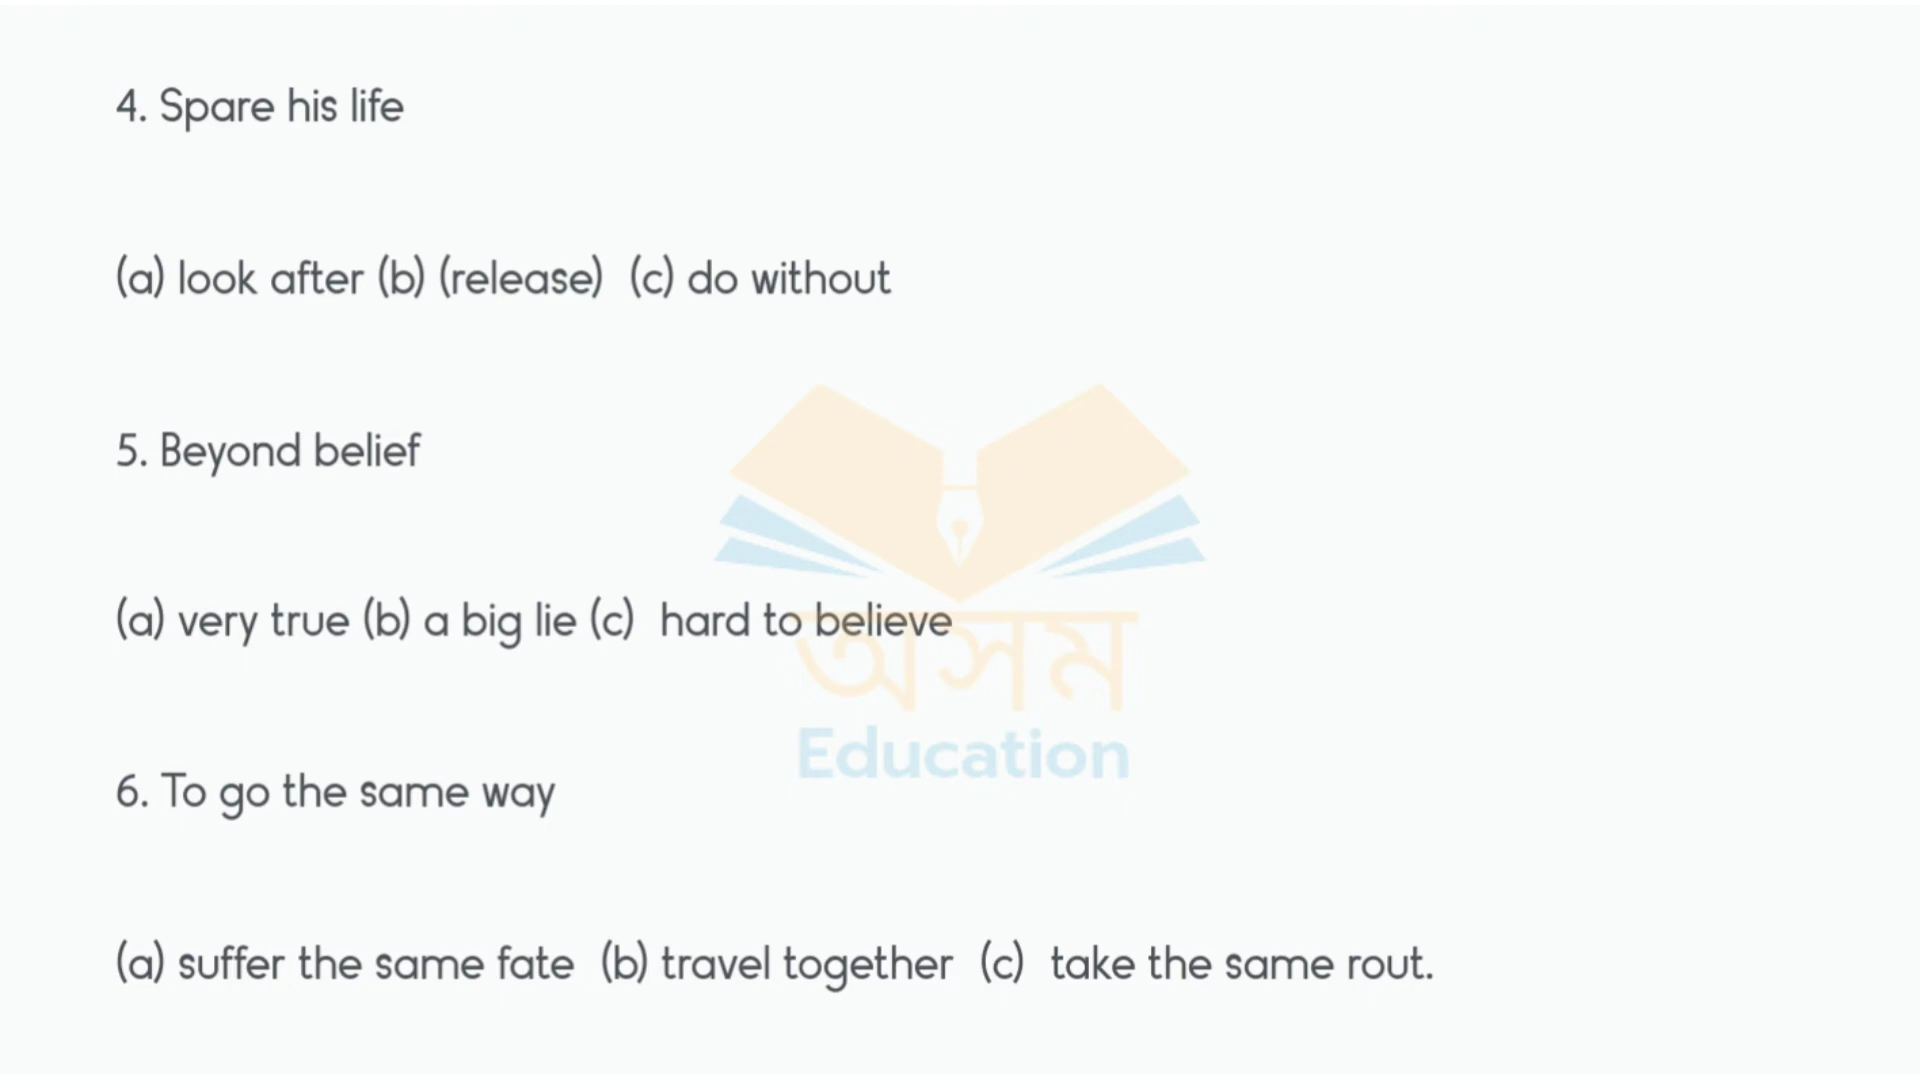 4. Spare his life
(a) look after (b) (release) (c) do without
5. Beyond belief
(a) very true (b) a big lie (c) hard to believe
অসম
Education
6. To go the same way
(a) suffer the same fate (b) travel together (c) take the same rout.